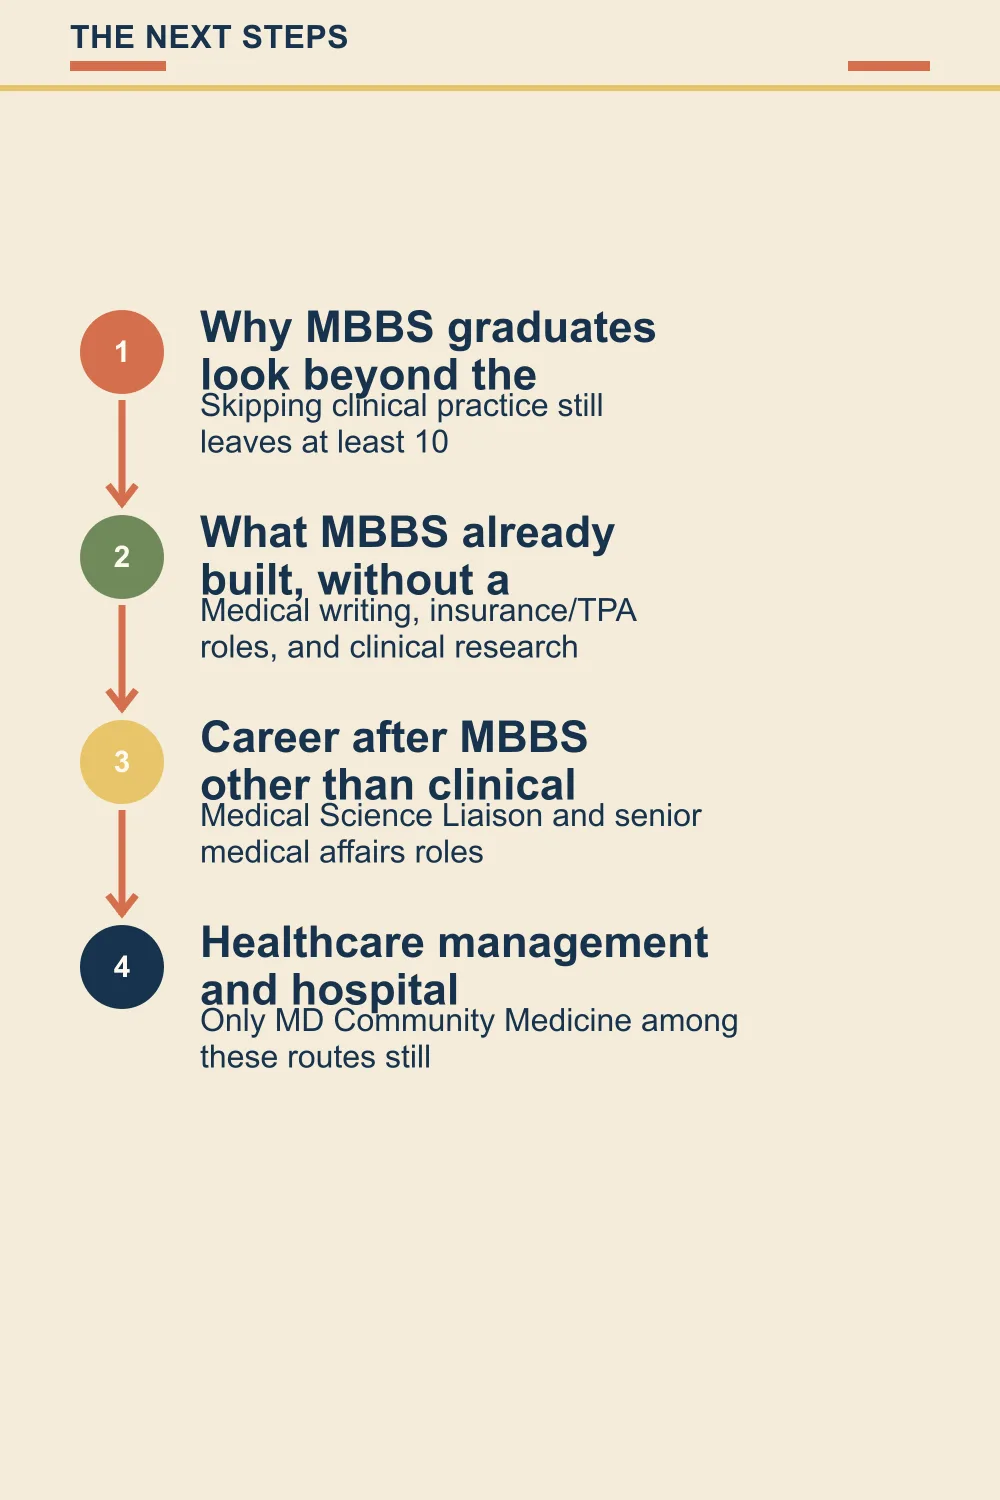 THE NEXT STEPS
1
Why MBBS graduates
look beyond the
Skipping clinical practice still
leaves at least 10
2
What MBBS already
built, without a
Medical writing, insurance/TPA
roles, and clinical research
3
Career after MBBS
other than clinical
Medical Science Liaison and senior
medical affairs roles
4
Healthcare management
and hospital
Only MD Community Medicine among
these routes still